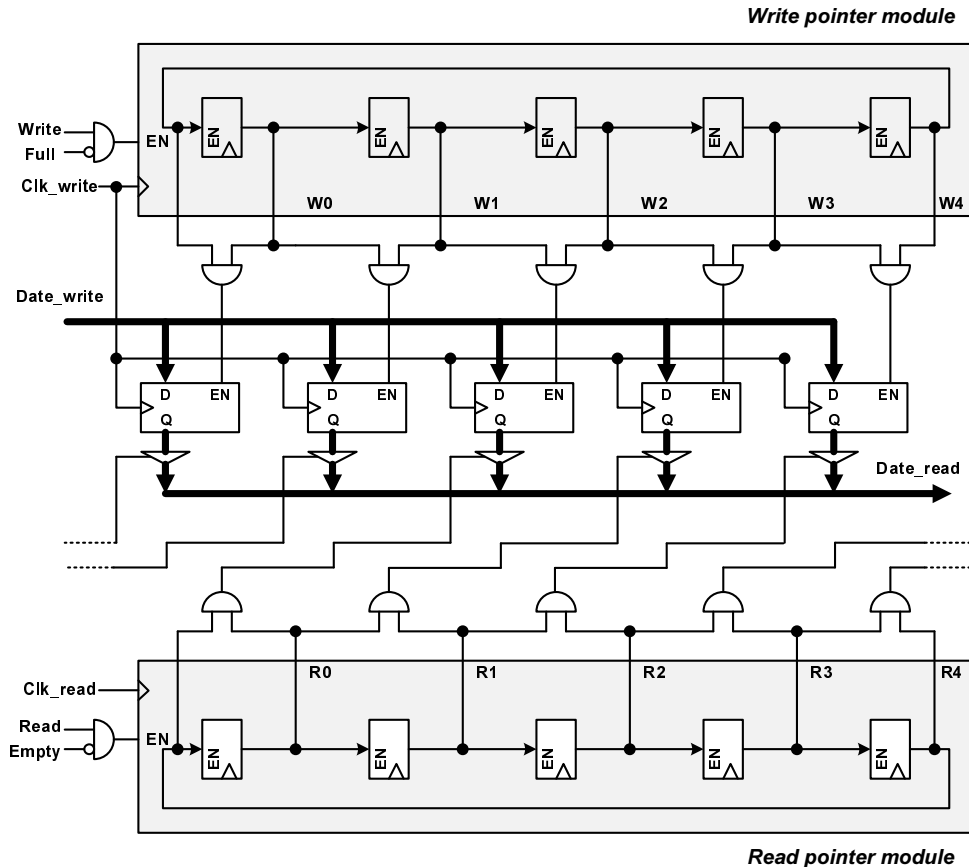 Write pointer module
EN EN EN EN EN
Write
Full
EN
Clk_write
W0 W1 W2 W3 W4
Date_write
D EN D EN D EN D EN D EN
Q Q Q Q Q
Date_read
R0 R1 R2 R3 R4
Clk_read
Read
Empty
EN
EN EN EN EN EN
Read pointer module